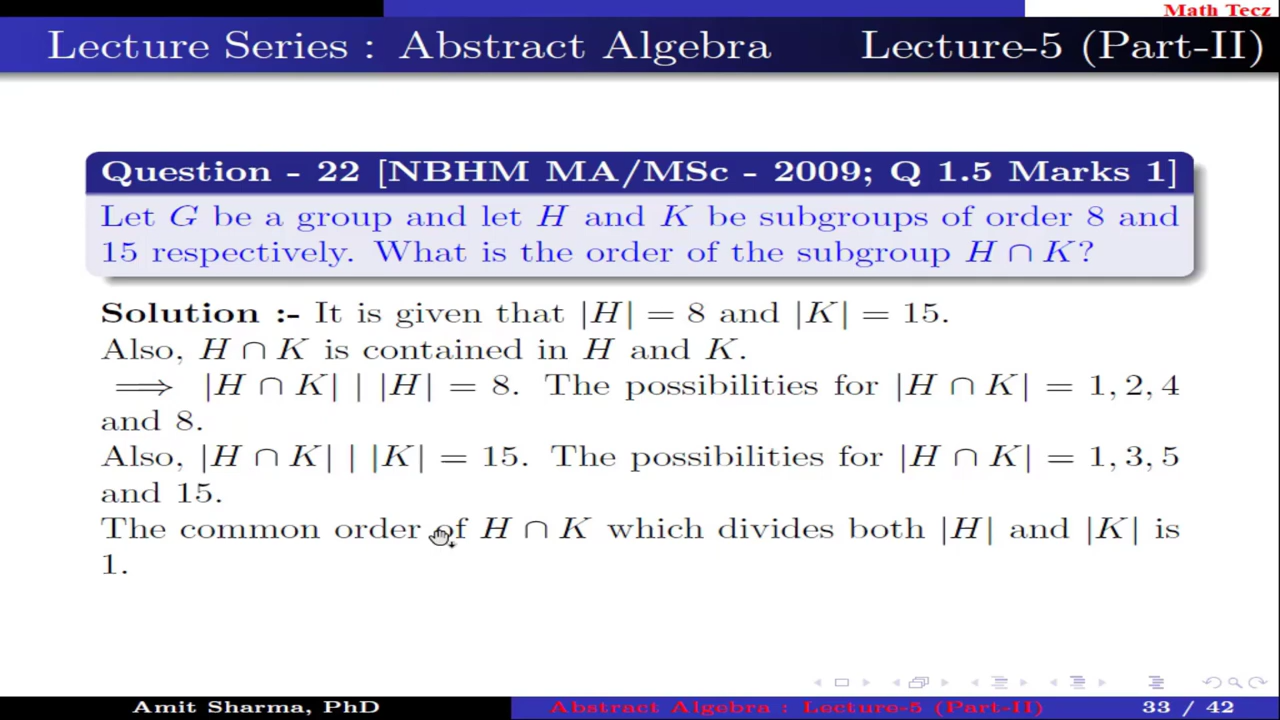 Math Tecz
Lecture Series : Abstract Algebra Lecture-5 (Part-II)
Question - 22 [NBHM MA/MSc - 2009; Q 1.5 Marks 1]
Let G be a group and let H and K be subgroups of order 8 and
15 respectively. What is the order of the subgroup H ∩ K?
Solution :- It is given that |H| = 8 and |K| = 15.
Also, H ∩ K is contained in H and K.
⟹ |H ∩ K| | |H| = 8. The possibilities for |H ∩ K| = 1, 2, 4
and 8.
Also, |H ∩ K| | |K| = 15. The possibilities for |H ∩ K| = 1, 3, 5
and 15.
The common order of H ∩ K which divides both |H| and |K| is
1.
Amit Sharma, PhD Abstract Algebra : Lecture-5 (Part-II) 33 / 42